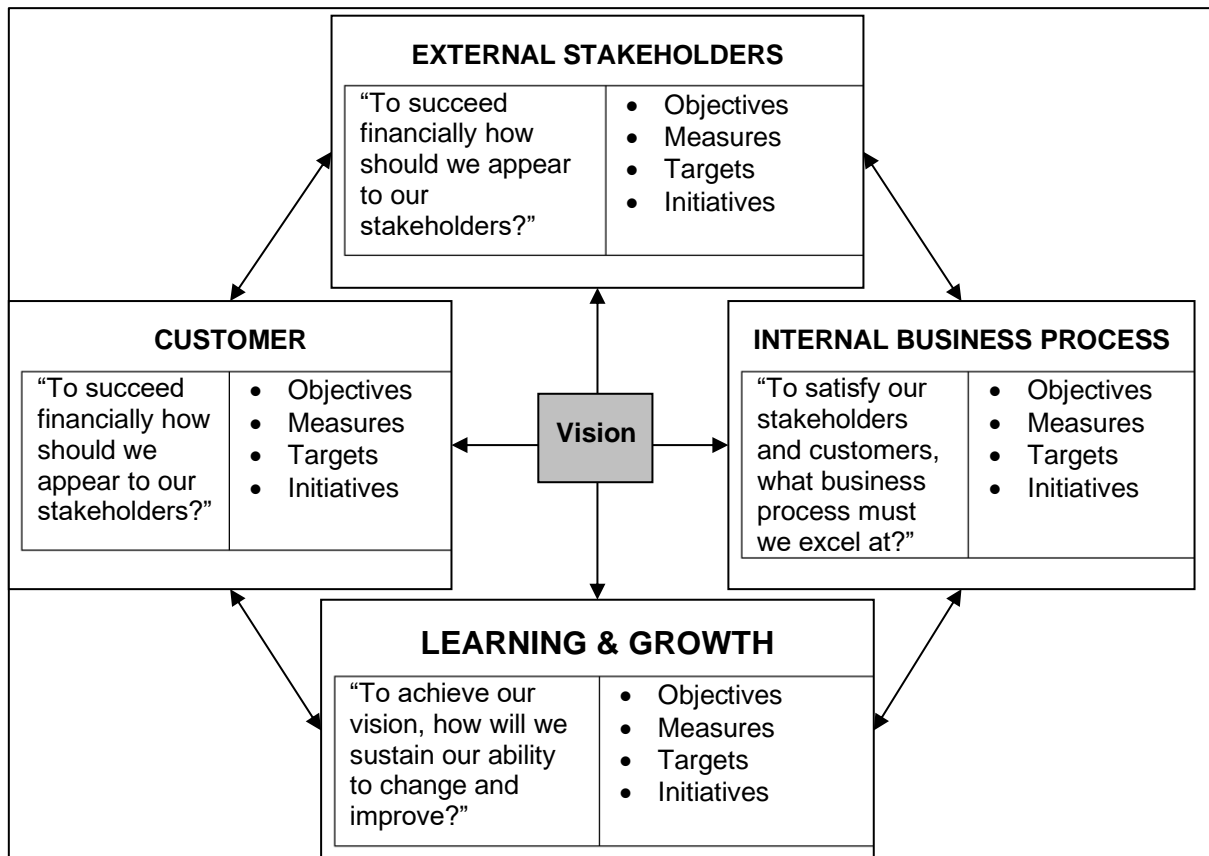 EXTERNAL STAKEHOLDERS
“To succeed
financially how
should we appear
to our
stakeholders?”
• Objectives
• Measures
• Targets
• Initiatives
CUSTOMER
“To succeed
financially how
should we
appear to our
stakeholders?”
• Objectives
• Measures
• Targets
• Initiatives
Vision
INTERNAL BUSINESS PROCESS
“To satisfy our
stakeholders
and customers,
what business
process must
we excel at?”
• Objectives
• Measures
• Targets
• Initiatives
LEARNING & GROWTH
“To achieve our
vision, how will we
sustain our ability
to change and
improve?”
• Objectives
• Measures
• Targets
• Initiatives